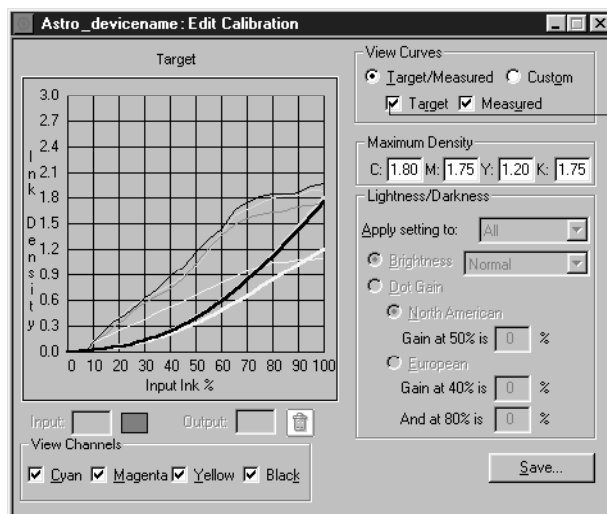 Astro_devicename: Edit Calibration
Target
Ink Density
3.0
2.7
2.4
2.1
1.8
1.5
1.2
0.9
0.6
0.3
0.0
0 10 20 30 40 50 60 70 80 90 100
Input Ink %
Input: Output:
View Channels
Cyan Magenta Yellow Black
View Curves
Target/Measured Custom
Target Measured
Maximum Density
C: 1.80 M: 1.75 Y: 1.20 K: 1.75
Lightness/Darkness
Apply setting to: All
Brightness Normal
Dot Gain
North American
Gain at 50% is 0 %
European
Gain at 40% is 0 %
And at 80% is 0 %
Save...